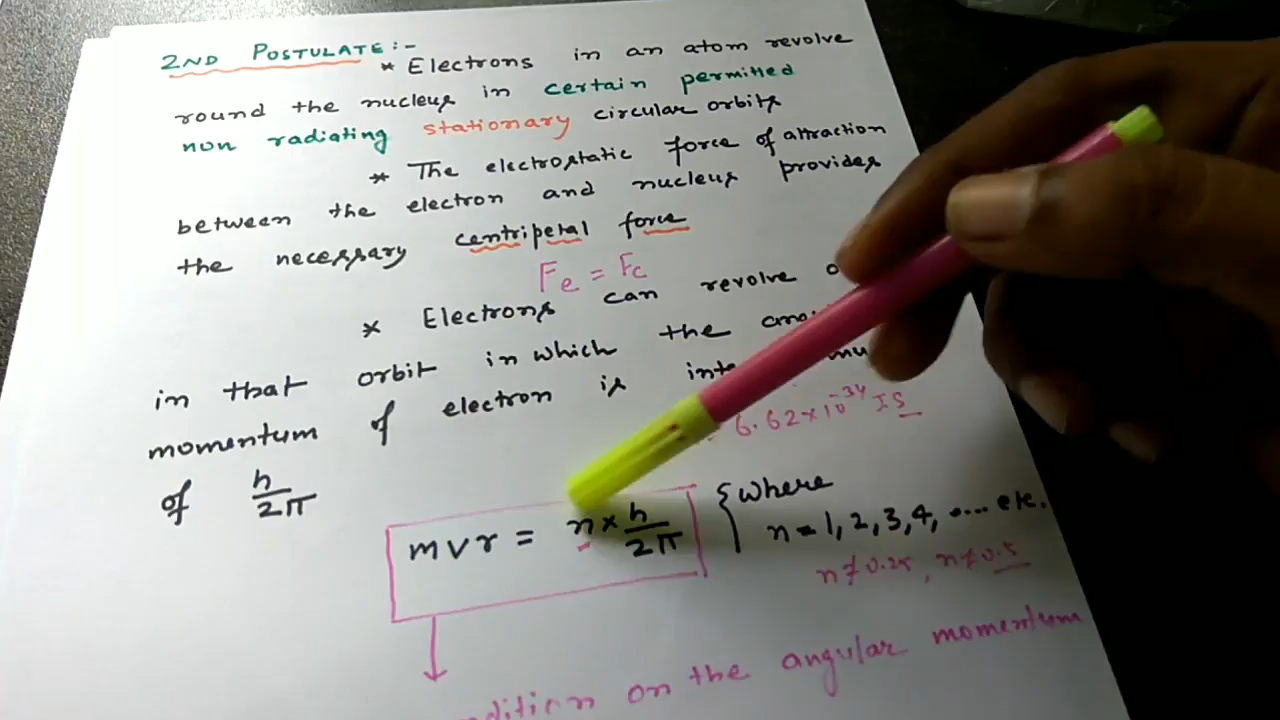 2ND POSTULATE:-
* Electrons in an atom revolve
round the nucleus in certain permitted
non radiating stationary circular orbits
* The electrostatic force of attraction
between the electron and nucleus provides
the necessary centripetal force
Fe = Fc
* Electrons can revolve
in that orbit in which the
momentum of electron is
6.62×10^-34 JS
of h/2π
mvr = n × h/2π { where
n = 1, 2, 3, 4, .... etc.
n ≠ 0.25, n ≠ 0.5
on the angular momentum